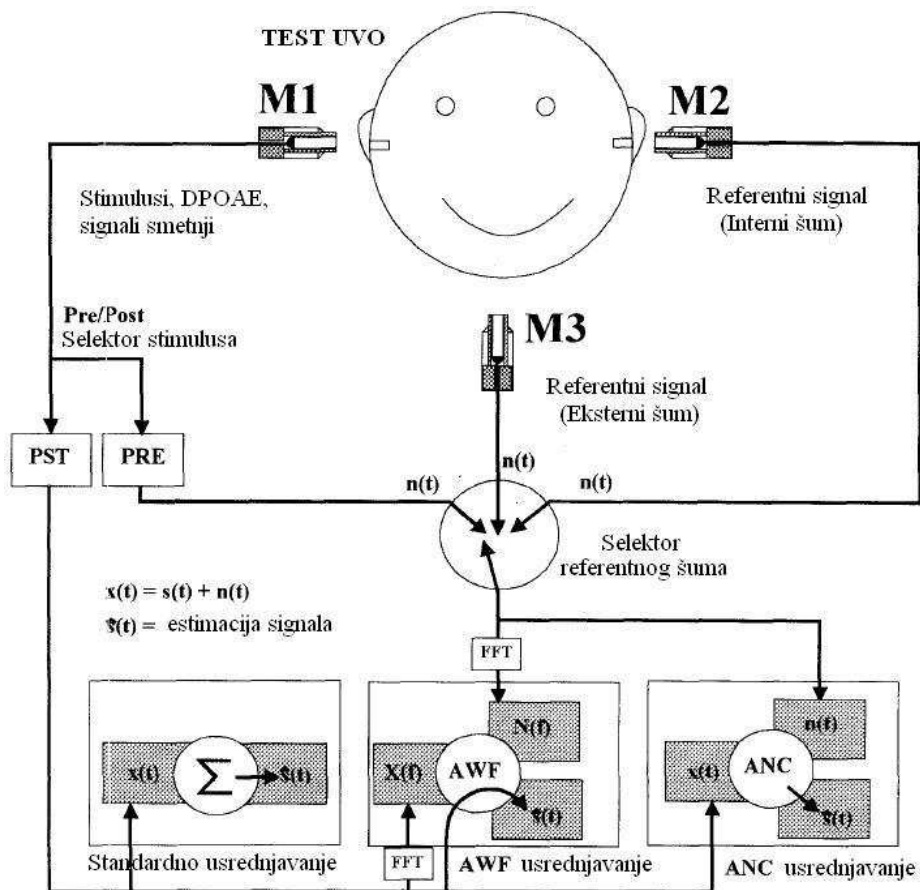 TEST UVO
M1
M2
Stimulusi, DPOAE,
signali smetnji
Referentni signal
(Interni šum)
Pre/Post
Selektor stimulusa
M3
Referentni signal
(Eksterni šum)
PST
PRE
n(t)
n(t)
n(t)
Selektor
referentnog šuma
x(t) = s(t) + n(t)
ŝ(t) = estimacija signala
FFT
N(f)
n(t)
x(t)
∑
ŝ(t)
X(f)
AWF
ŝ(t)
x(t)
ANC
ŝ(t)
Standardno usrednjavanje
FFT
AWF usrednjavanje
ANC usrednjavanje